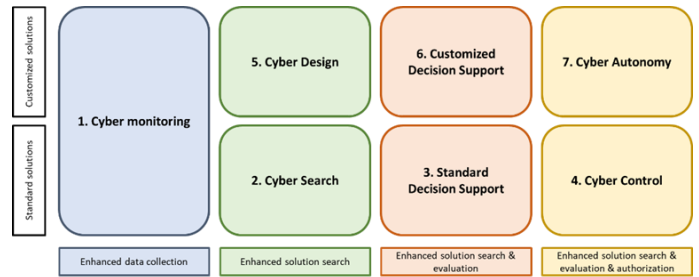 Customized solutions
5. Cyber Design
6. Customized
Decision Support
7. Cyber Autonomy
1. Cyber monitoring
Standard solutions
2. Cyber Search
3. Standard
Decision Support
4. Cyber Control
Enhanced data collection
Enhanced solution search
Enhanced solution search &
evaluation
Enhanced solution search &
evaluation & authorization